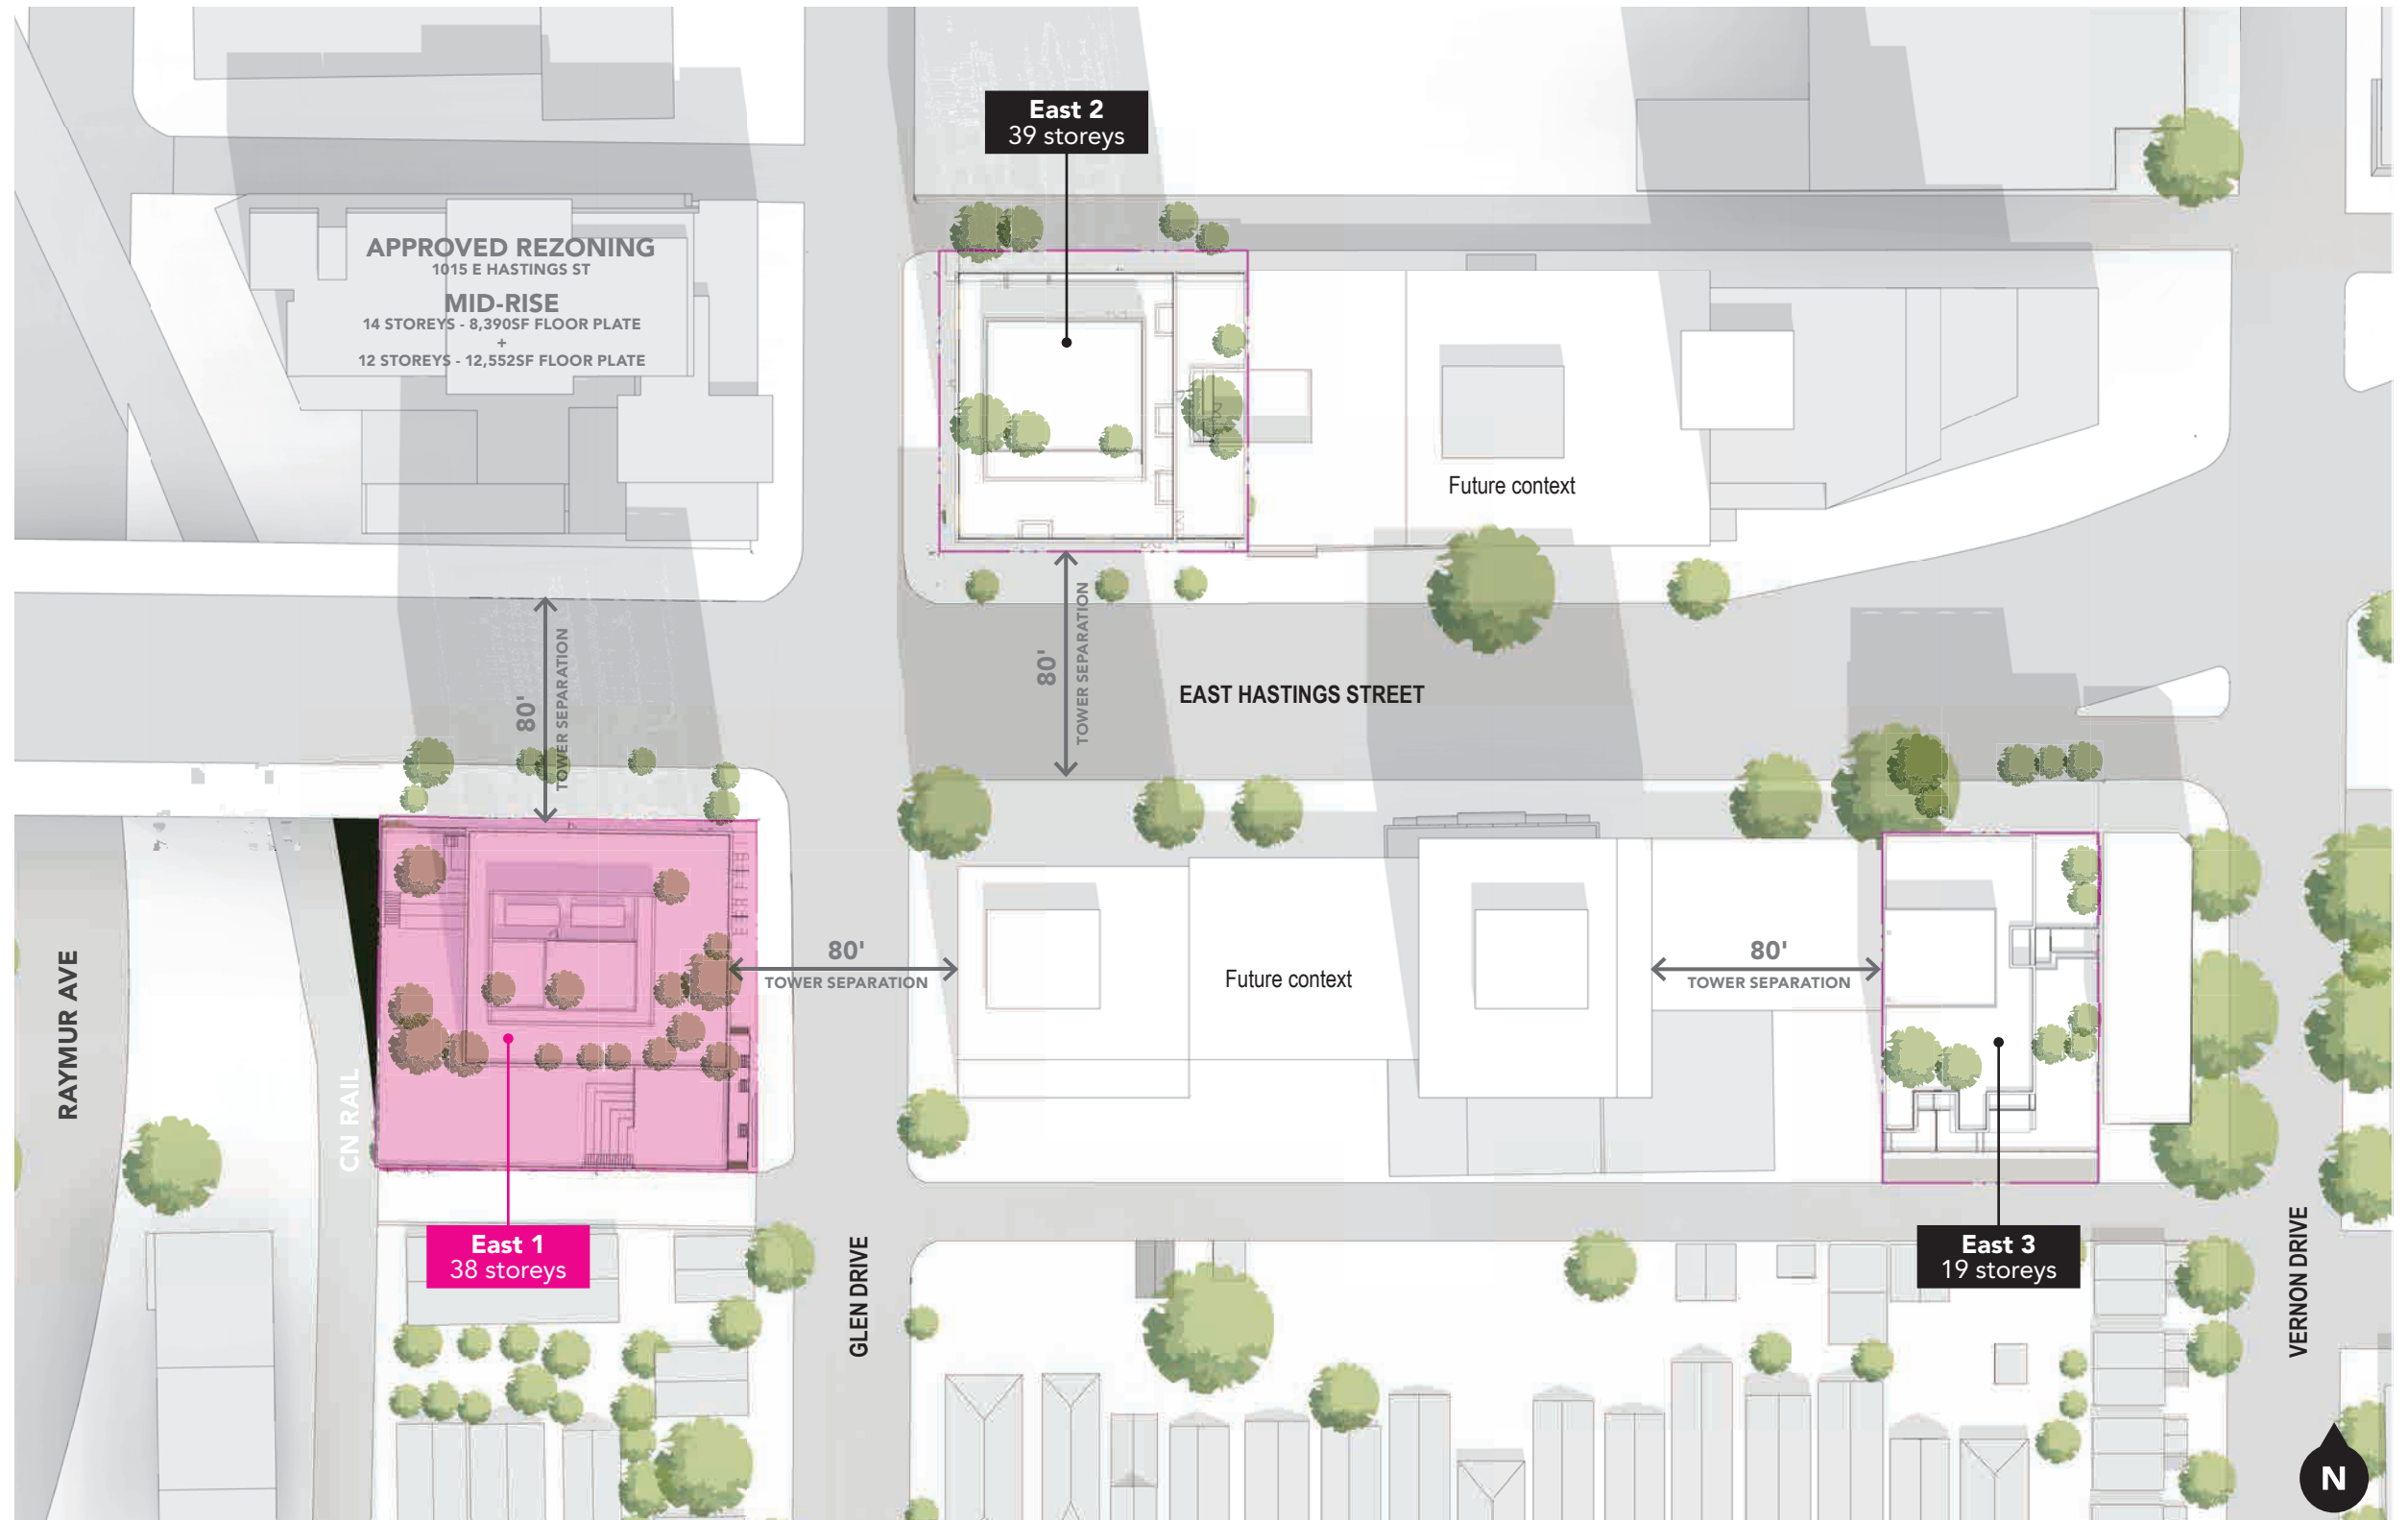 East 2
39 storeys
APPROVED REZONING
1015 E HASTINGS ST
MID-RISE
14 STOREYS - 8,390SF FLOOR PLATE
+
12 STOREYS - 12,552SF FLOOR PLATE
Future context
80'
TOWER SEPARATION
80'
TOWER SEPARATION
EAST HASTINGS STREET
80'
TOWER SEPARATION
Future context
80'
TOWER SEPARATION
RAYMUR AVE
CN RAIL
East 1
38 storeys
GLEN DRIVE
East 3
19 storeys
VERNON DRIVE
N